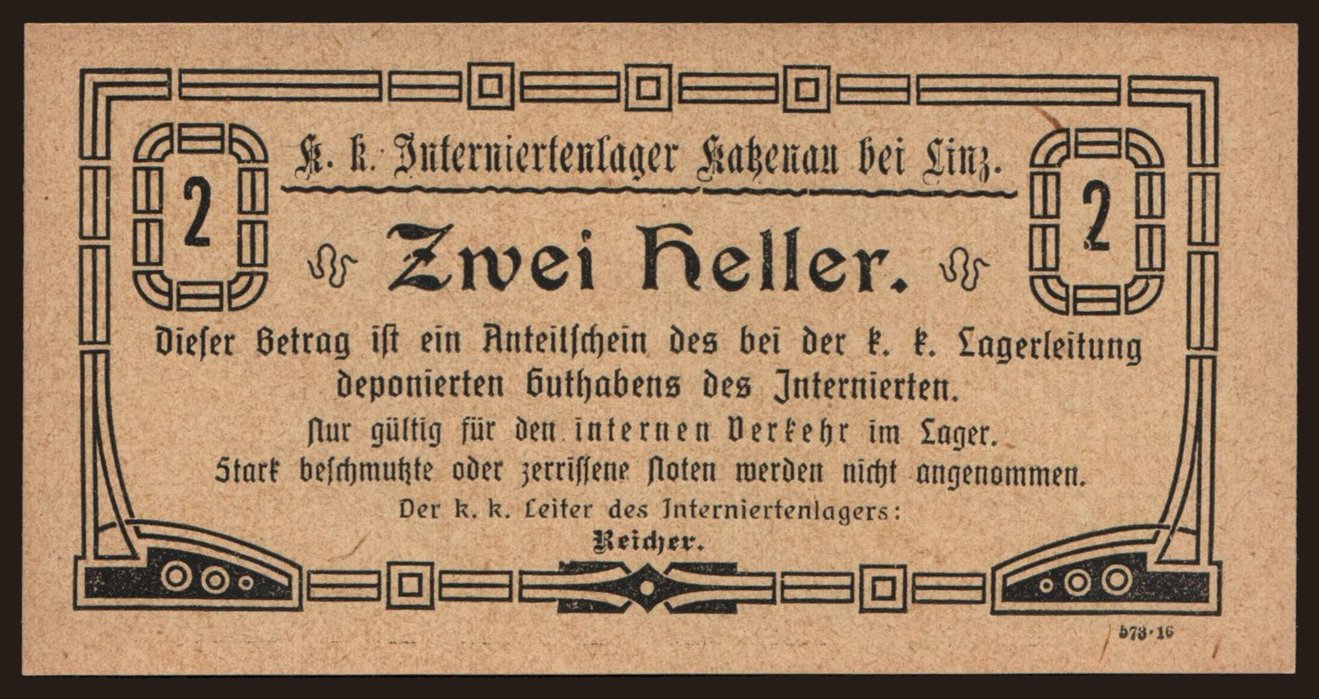 K. k. Interniertenlager Katzenau bei Linz.
2
2
Zwei Heller.
Dieser Betrag ist ein Anteilschein des bei der k. k. Lagerleitung
deponierten Guthabens des Internierten.
Nur gültig für den internen Verkehr im Lager.
Stark beschmutzte oder zerrissene Noten werden nicht angenommen.
Der k. k. Leiter des Interniertenlagers:
Reicher.
573·16